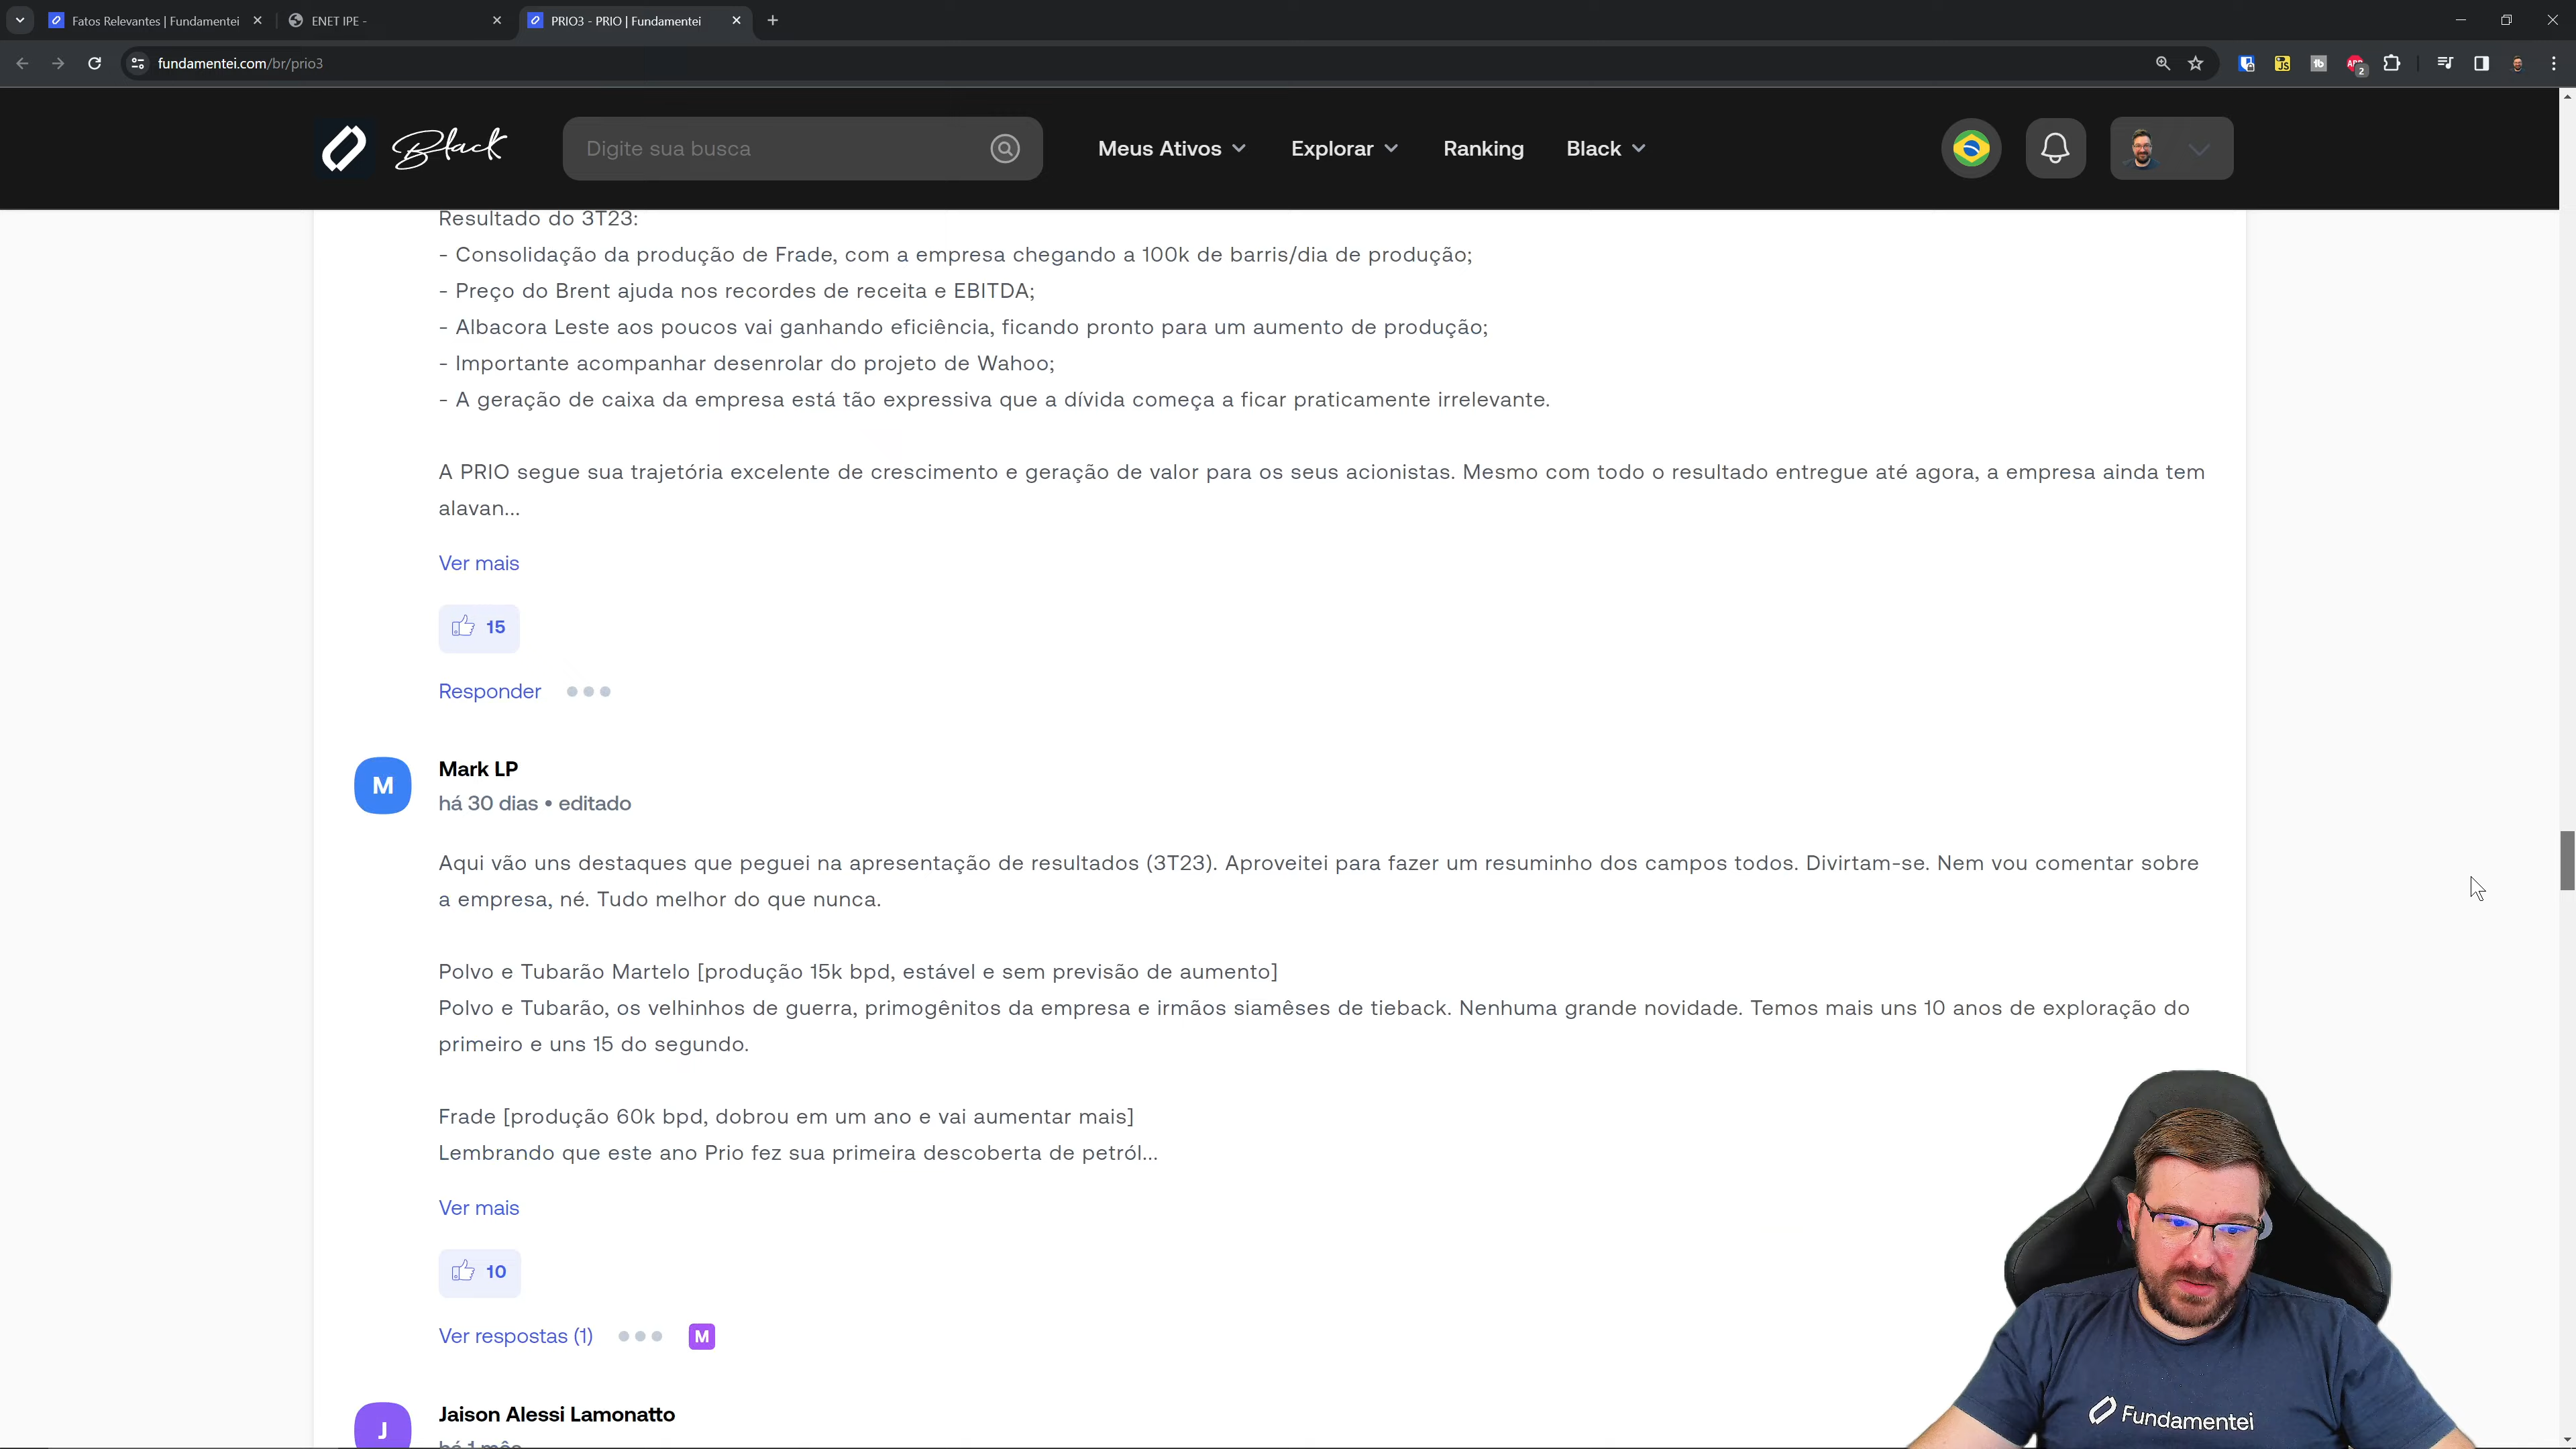 Fatos Relevantes | Fundamentei
ENET IPE -
PRIO3 - PRIO | Fundamentei
fundamentei.com/br/prio3
2
Black
Digite sua busca
Meus Ativos
Explorar
Ranking
Black
Resultado do 3T23:
- Consolidação da produção de Frade, com a empresa chegando a 100k de barris/dia de produção;
- Preço do Brent ajuda nos recordes de receita e EBITDA;
- Albacora Leste aos poucos vai ganhando eficiência, ficando pronto para um aumento de produção;
- Importante acompanhar desenrolar do projeto de Wahoo;
- A geração de caixa da empresa está tão expressiva que a dívida começa a ficar praticamente irrelevante.
A PRIO segue sua trajetória excelente de crescimento e geração de valor para os seus acionistas. Mesmo com todo o resultado entregue até agora, a empresa ainda tem
alavan...
Ver mais
15
Responder
M
Mark LP
há 30 dias • editado
Aqui vão uns destaques que peguei na apresentação de resultados (3T23). Aproveitei para fazer um resuminho dos campos todos. Divirtam-se. Nem vou comentar sobre
a empresa, né. Tudo melhor do que nunca.
Polvo e Tubarão Martelo [produção 15k bpd, estável e sem previsão de aumento]
Polvo e Tubarão, os velhinhos de guerra, primogênitos da empresa e irmãos siamêses de tieback. Nenhuma grande novidade. Temos mais uns 10 anos de exploração do
primeiro e uns 15 do segundo.
Frade [produção 60k bpd, dobrou em um ano e vai aumentar mais]
Lembrando que este ano Prio fez sua primeira descoberta de petról...
Ver mais
10
Ver respostas (1)
M
J
Jaison Alessi Lamonatto
há 1 mês
Fundamentei